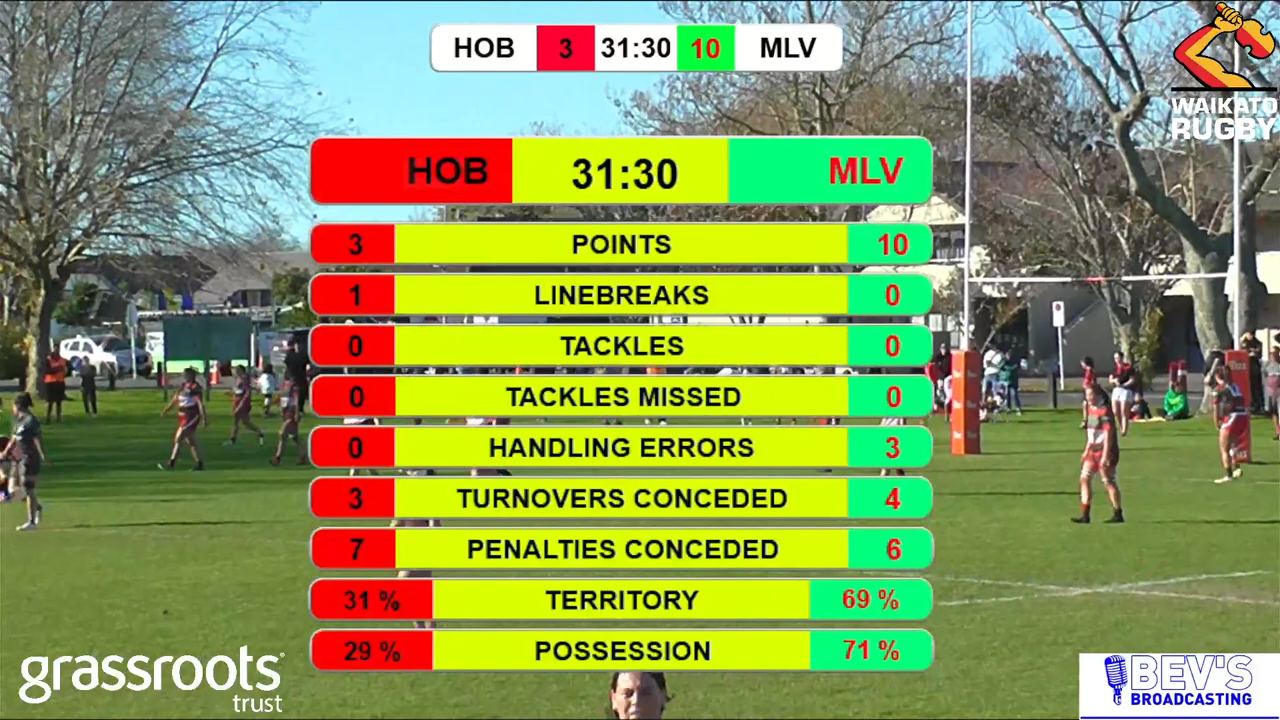 HOB 3 31:30 10 MLV
WAIKATO
RUGBY
HOB 31:30 MLV
3 POINTS 10
1 LINEBREAKS 0
0 TACKLES 0
0 TACKLES MISSED 0
0 HANDLING ERRORS 3
3 TURNOVERS CONCEDED 4
7 PENALTIES CONCEDED 6
31 % TERRITORY 69 %
29 % POSSESSION 71 %
grassroots
trust
BEV'S
BROADCASTING